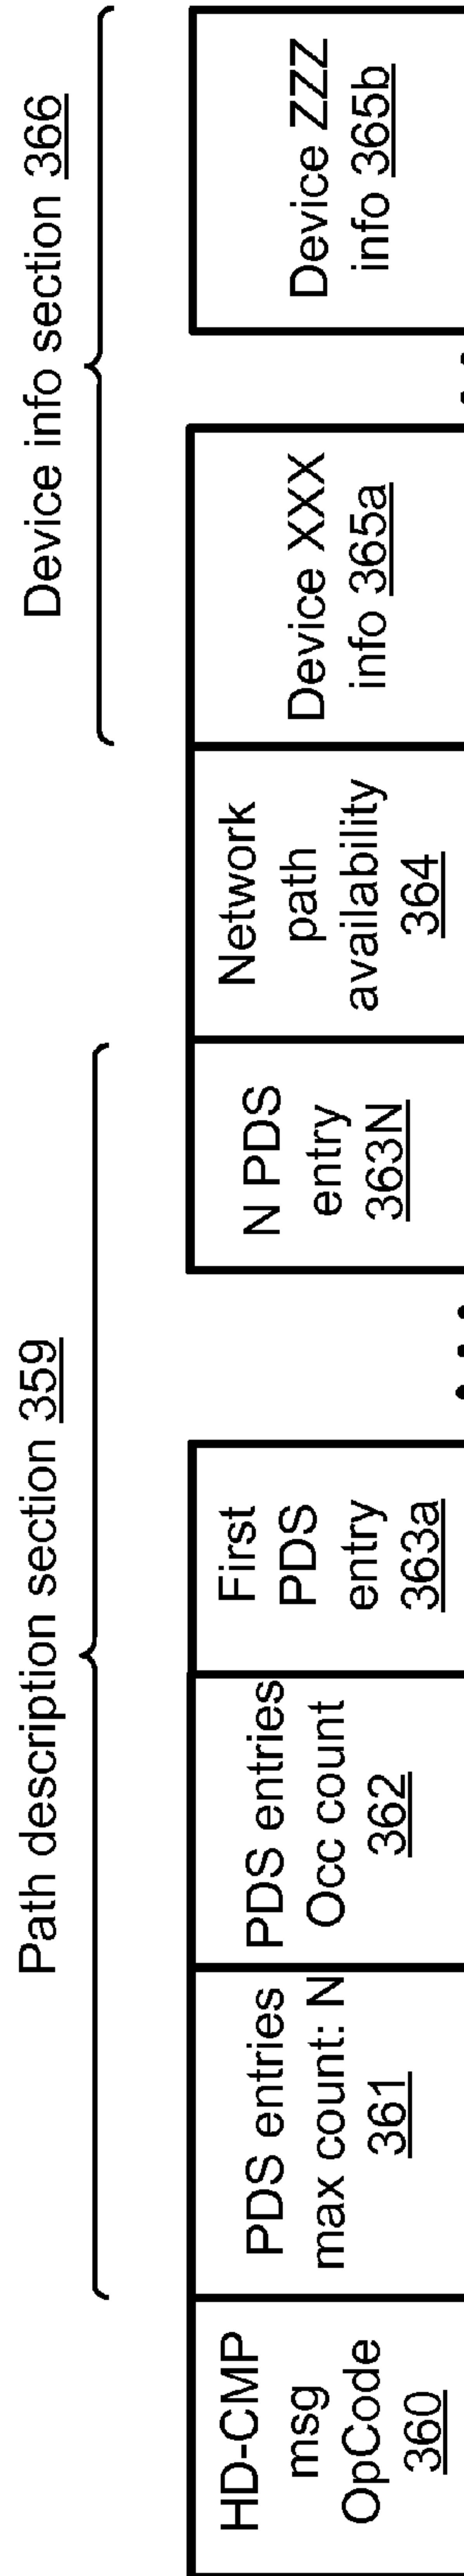 Path description section 359
Device info section 366
HD-CMP
msg
OpCode
360
PDS entries
max count: N
361
PDS entries
Occ count
362
First
PDS
entry
363a
N PDS
entry
363N
Network
path
availability
364
Device XXX
info 365a
Device ZZZ
info 365b